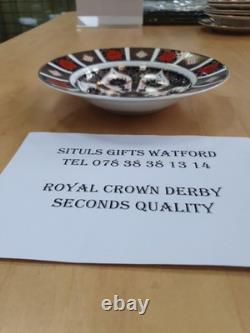 SITULS GIFTS WATFORD
TEL 078 38 38 13 14
ROYAL CROWN DERBY
SECONDS QUALITY